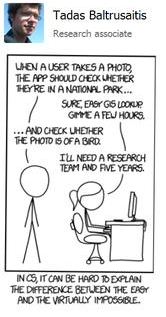 Tadas Baltrusaitis
Research associate
WHEN A USER TAKES A PHOTO,
THE APP SHOULD CHECK WHETHER
THEY'RE IN A NATIONAL PARK...
SURE, EASY GIS LOOKUP.
GIMME A FEW HOURS.
...AND CHECK WHETHER
THE PHOTO IS OF A BIRD.
I'LL NEED A RESEARCH
TEAM AND FIVE YEARS.
IN CS, IT CAN BE HARD TO EXPLAIN
THE DIFFERENCE BETWEEN THE EASY
AND THE VIRTUALLY IMPOSSIBLE.